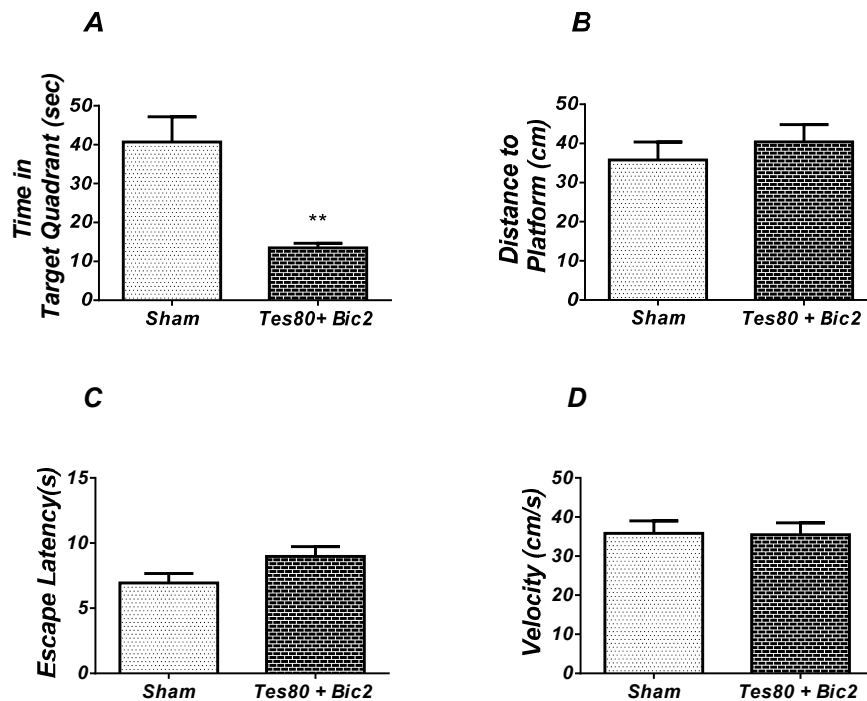 A
Time in
Target Quadrant (sec)
50
40
30
20
10
0
**
Sham
Tes80+ Bic2
B
Distance to
Platform (cm)
50
40
30
20
10
0
Sham
Tes80 + Bic2
C
Escape Latency(s)
15
10
5
0
Sham
Tes80 + Bic2
D
Velocity (cm/s)
50
40
30
20
10
0
Sham
Tes80 + Bic2